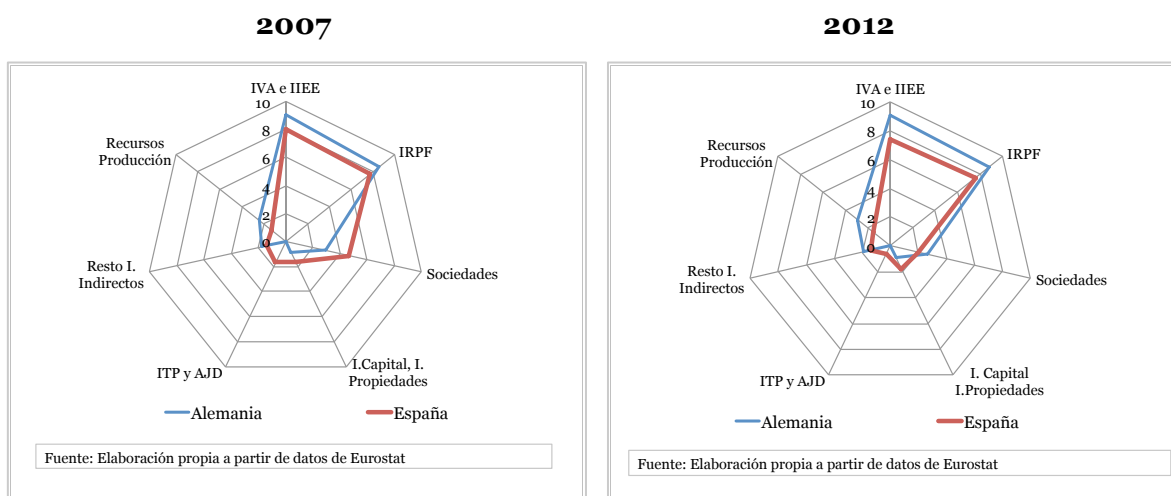 2007
IVA e IIEE
10
8
6
4
2
0
IRPF
Sociedades
I.Capital, I.
Propiedades
ITP y AJD
Resto I.
Indirectos
Recursos
Producción
Alemania
España
Fuente: Elaboración propia a partir de datos de Eurostat
2012
IVA e IIEE
10
8
6
4
2
0
IRPF
Sociedades
I. Capital
I.Propiedades
ITP y AJD
Resto I.
Indirectos
Recursos
Producción
Alemania
España
Fuente: Elaboración propia a partir de datos de Eurostat